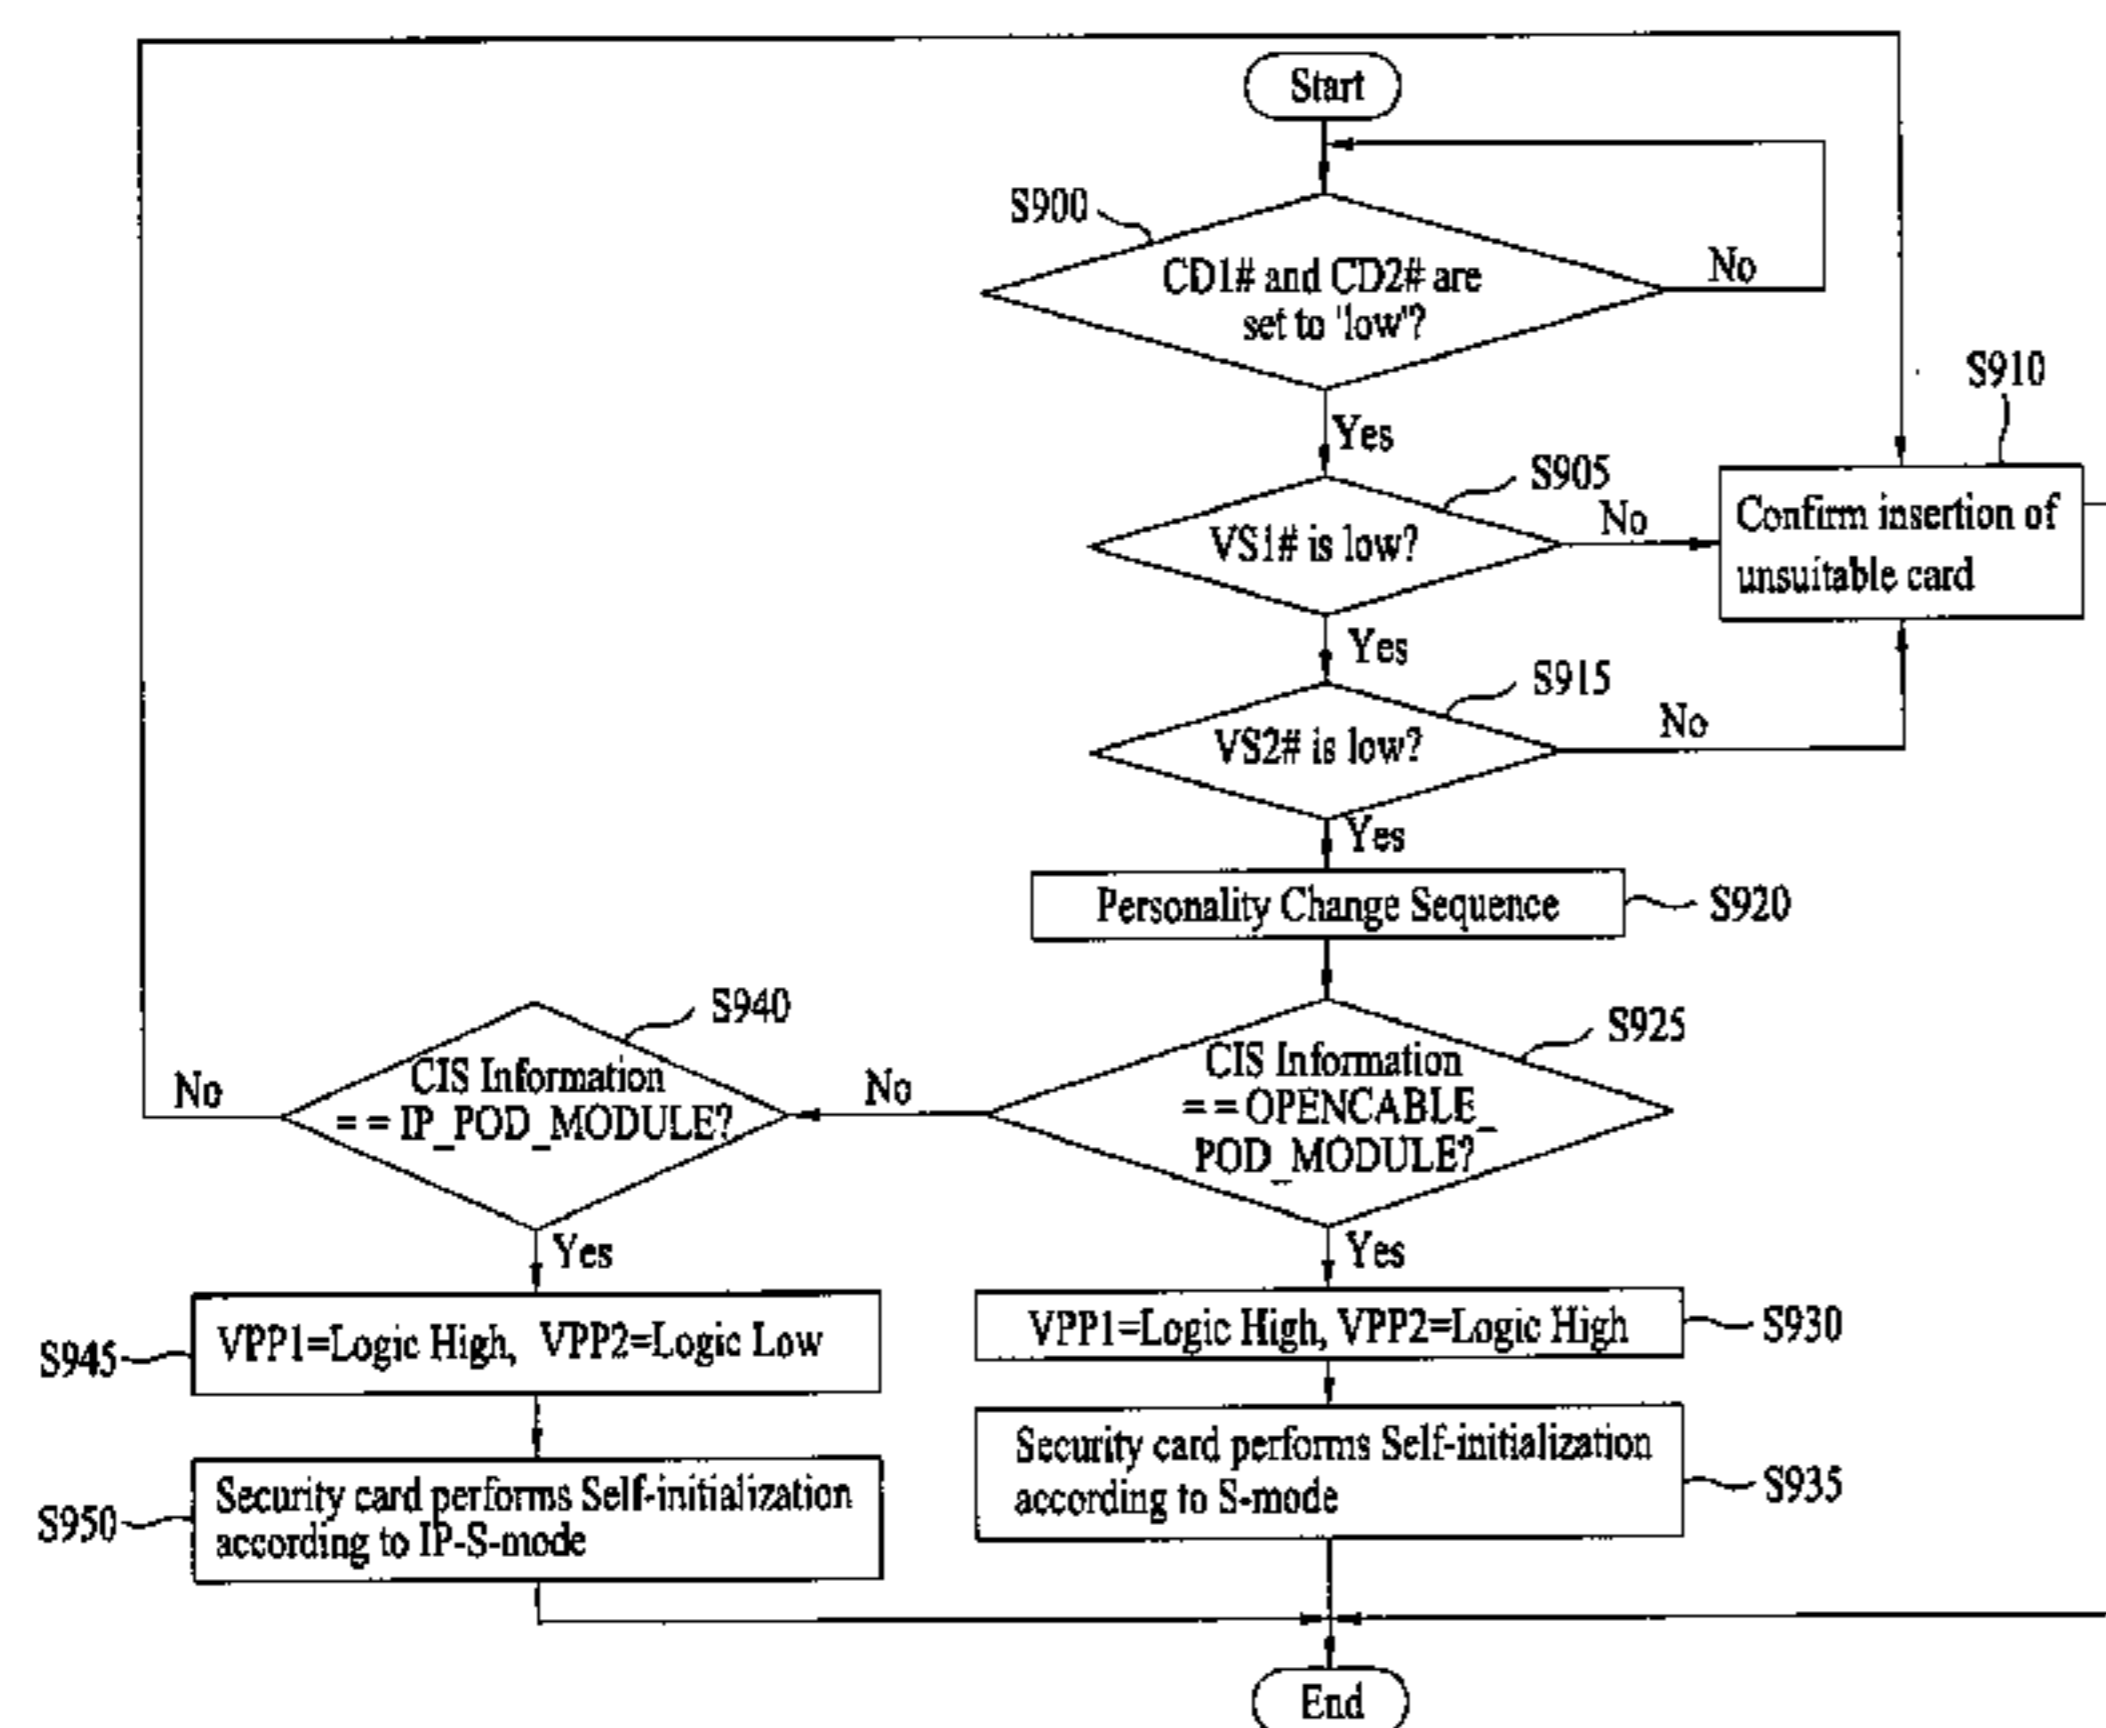 Start
S900
CD1# and CD2# are
set to 'low'?
No
Yes
S910
S905
VS1# is low?
No
Confirm insertion of
unsuitable card
Yes
S915
VS2# is low?
No
Yes
Personality Change Sequence
S920
S940
CIS Information
== IP_POD_MODULE?
No
No
S925
CIS Information
== OPENCABLE_
POD_MODULE?
Yes
Yes
S945
VPP1=Logic High, VPP2=Logic Low
VPP1=Logic High, VPP2=Logic High
S930
S950
Security card performs Self-initialization
according to IP-S-mode
Security card performs Self-initialization
according to S-mode
S935
End